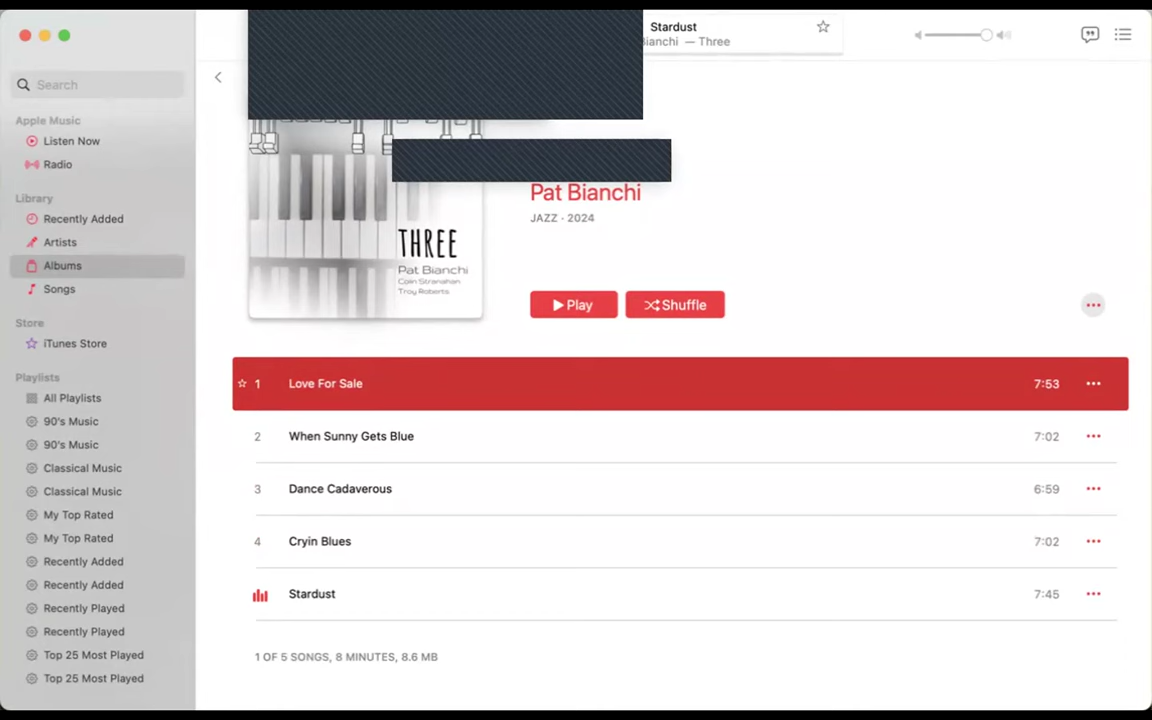 Stardust
Bianchi — Three
Search
Apple Music
Listen Now
Radio
Library
Recently Added
Artists
Albums
Songs
Store
iTunes Store
Playlists
All Playlists
90's Music
90's Music
Classical Music
Classical Music
My Top Rated
My Top Rated
Recently Added
Recently Added
Recently Played
Recently Played
Top 25 Most Played
Top 25 Most Played
THREE
Pat Bianchi
Colin Stranahan
Troy Roberts
Pat Bianchi
JAZZ · 2024
Play
Shuffle
1 Love For Sale 7:53
2 When Sunny Gets Blue 7:02
3 Dance Cadaverous 6:59
4 Cryin Blues 7:02
Stardust 7:45
1 OF 5 SONGS, 8 MINUTES, 8.6 MB